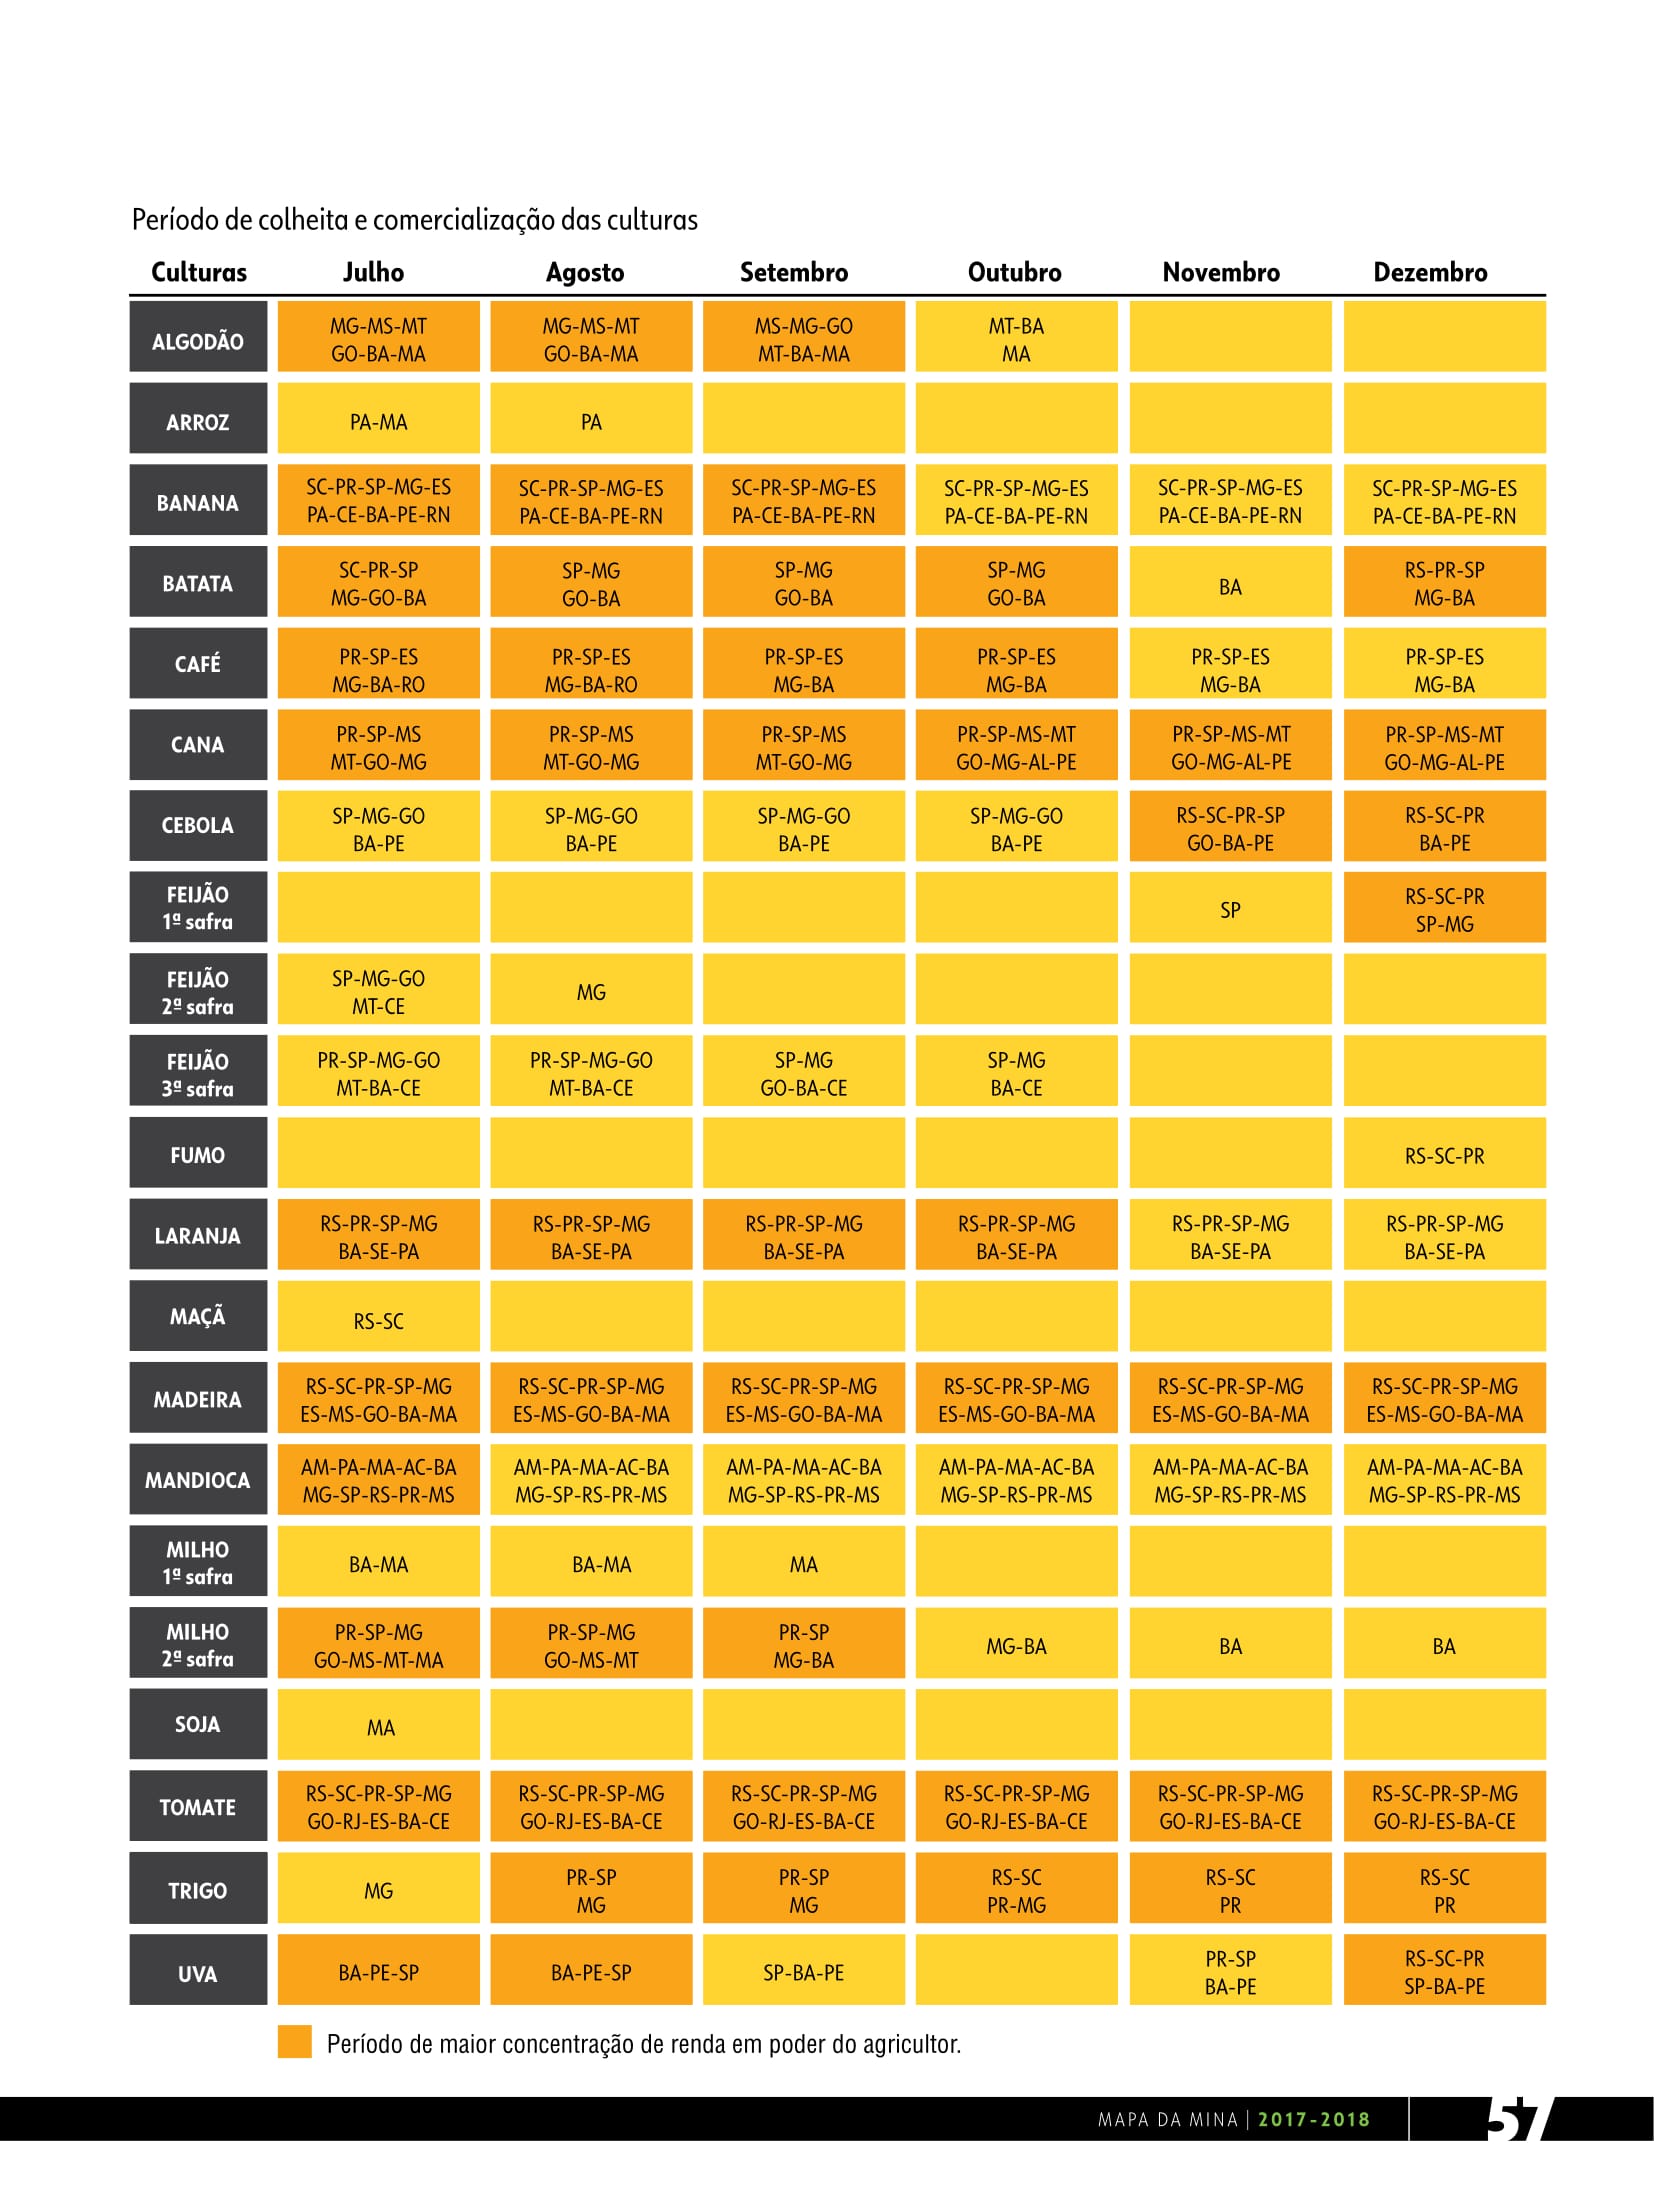 Período de colheita e comercialização das culturas
Culturas Julho Agosto Setembro Outubro Novembro Dezembro
ALGODÃO
MG-MS-MT
GO-BA-MA
MG-MS-MT
GO-BA-MA
MS-MG-GO
MT-BA-MA
MT-BA
MA
ARROZ
PA-MA
PA
BANANA
SC-PR-SP-MG-ES
PA-CE-BA-PE-RN
SC-PR-SP-MG-ES
PA-CE-BA-PE-RN
SC-PR-SP-MG-ES
PA-CE-BA-PE-RN
SC-PR-SP-MG-ES
PA-CE-BA-PE-RN
SC-PR-SP-MG-ES
PA-CE-BA-PE-RN
SC-PR-SP-MG-ES
PA-CE-BA-PE-RN
BATATA
SC-PR-SP
MG-GO-BA
SP-MG
GO-BA
SP-MG
GO-BA
SP-MG
GO-BA
BA
RS-PR-SP
MG-BA
CAFÉ
PR-SP-ES
MG-BA-RO
PR-SP-ES
MG-BA-RO
PR-SP-ES
MG-BA
PR-SP-ES
MG-BA
PR-SP-ES
MG-BA
PR-SP-ES
MG-BA
CANA
PR-SP-MS
MT-GO-MG
PR-SP-MS
MT-GO-MG
PR-SP-MS
MT-GO-MG
PR-SP-MS-MT
GO-MG-AL-PE
PR-SP-MS-MT
GO-MG-AL-PE
PR-SP-MS-MT
GO-MG-AL-PE
CEBOLA
SP-MG-GO
BA-PE
SP-MG-GO
BA-PE
SP-MG-GO
BA-PE
SP-MG-GO
BA-PE
RS-SC-PR-SP
GO-BA-PE
RS-SC-PR
BA-PE
FEIJÃO
1ª safra
SP
RS-SC-PR
SP-MG
FEIJÃO
2ª safra
SP-MG-GO
MT-CE
MG
FEIJÃO
3ª safra
PR-SP-MG-GO
MT-BA-CE
PR-SP-MG-GO
MT-BA-CE
SP-MG
GO-BA-CE
SP-MG
BA-CE
FUMO
RS-SC-PR
LARANJA
RS-PR-SP-MG
BA-SE-PA
RS-PR-SP-MG
BA-SE-PA
RS-PR-SP-MG
BA-SE-PA
RS-PR-SP-MG
BA-SE-PA
RS-PR-SP-MG
BA-SE-PA
RS-PR-SP-MG
BA-SE-PA
MAÇÃ
RS-SC
MADEIRA
RS-SC-PR-SP-MG
ES-MS-GO-BA-MA
RS-SC-PR-SP-MG
ES-MS-GO-BA-MA
RS-SC-PR-SP-MG
ES-MS-GO-BA-MA
RS-SC-PR-SP-MG
ES-MS-GO-BA-MA
RS-SC-PR-SP-MG
ES-MS-GO-BA-MA
RS-SC-PR-SP-MG
ES-MS-GO-BA-MA
MANDIOCA
AM-PA-MA-AC-BA
MG-SP-RS-PR-MS
AM-PA-MA-AC-BA
MG-SP-RS-PR-MS
AM-PA-MA-AC-BA
MG-SP-RS-PR-MS
AM-PA-MA-AC-BA
MG-SP-RS-PR-MS
AM-PA-MA-AC-BA
MG-SP-RS-PR-MS
AM-PA-MA-AC-BA
MG-SP-RS-PR-MS
MILHO
1ª safra
BA-MA
BA-MA
MA
MILHO
2ª safra
PR-SP-MG
GO-MS-MT-MA
PR-SP-MG
GO-MS-MT
PR-SP
MG-BA
MG-BA
BA
BA
SOJA
MA
TOMATE
RS-SC-PR-SP-MG
GO-RJ-ES-BA-CE
RS-SC-PR-SP-MG
GO-RJ-ES-BA-CE
RS-SC-PR-SP-MG
GO-RJ-ES-BA-CE
RS-SC-PR-SP-MG
GO-RJ-ES-BA-CE
RS-SC-PR-SP-MG
GO-RJ-ES-BA-CE
RS-SC-PR-SP-MG
GO-RJ-ES-BA-CE
TRIGO
MG
PR-SP
MG
PR-SP
MG
RS-SC
PR-MG
RS-SC
PR
RS-SC
PR
UVA
BA-PE-SP
BA-PE-SP
SP-BA-PE
PR-SP
BA-PE
RS-SC-PR
SP-BA-PE
Período de maior concentração de renda em poder do agricultor.
MAPA DA MINA | 2017-2018
57